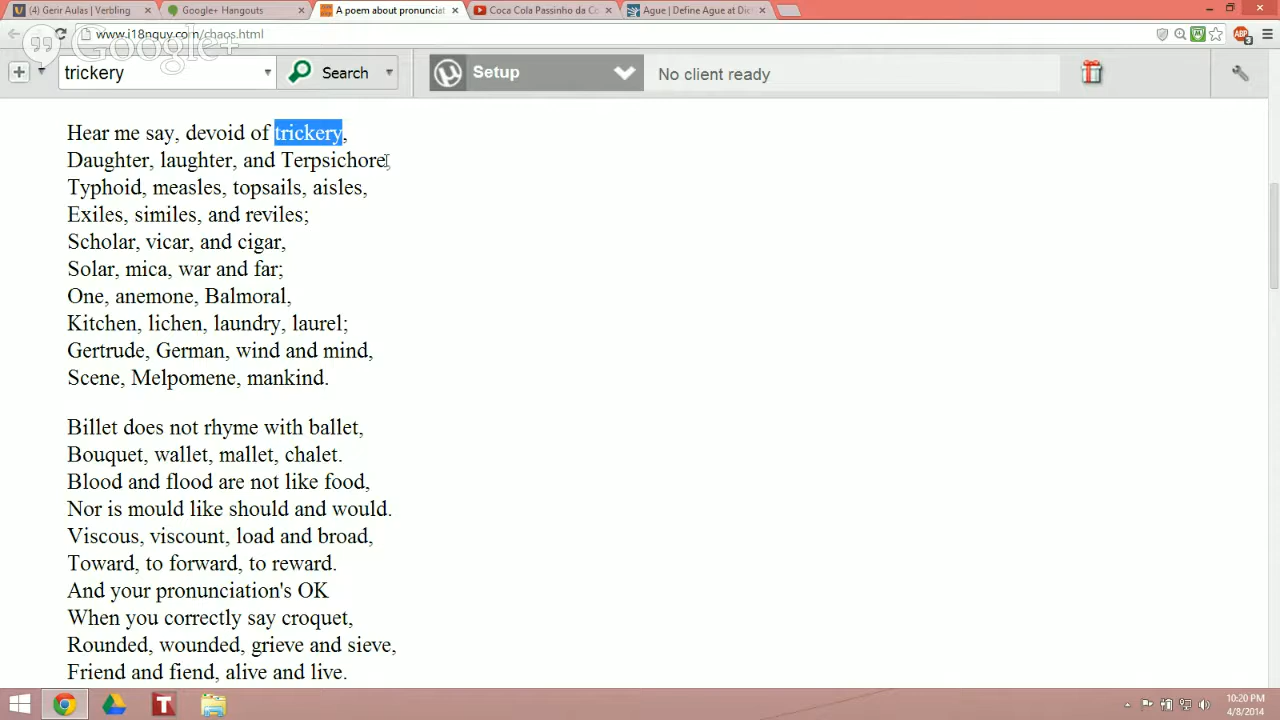 (4) Gerir Aulas | Verbling
Google+ Hangouts
A poem about pronunciat
Coca Cola Passinho da Co
Ague | Define Ague at Dic
www.i18nguy.com/chaos.html
Google+
trickery
Search
Setup
No client ready
Hear me say, devoid of trickery,
Daughter, laughter, and Terpsichore,
Typhoid, measles, topsails, aisles,
Exiles, similes, and reviles;
Scholar, vicar, and cigar,
Solar, mica, war and far;
One, anemone, Balmoral,
Kitchen, lichen, laundry, laurel;
Gertrude, German, wind and mind,
Scene, Melpomene, mankind.
Billet does not rhyme with ballet,
Bouquet, wallet, mallet, chalet.
Blood and flood are not like food,
Nor is mould like should and would.
Viscous, viscount, load and broad,
Toward, to forward, to reward.
And your pronunciation's OK
When you correctly say croquet,
Rounded, wounded, grieve and sieve,
Friend and fiend, alive and live.
10:20 PM
4/8/2014